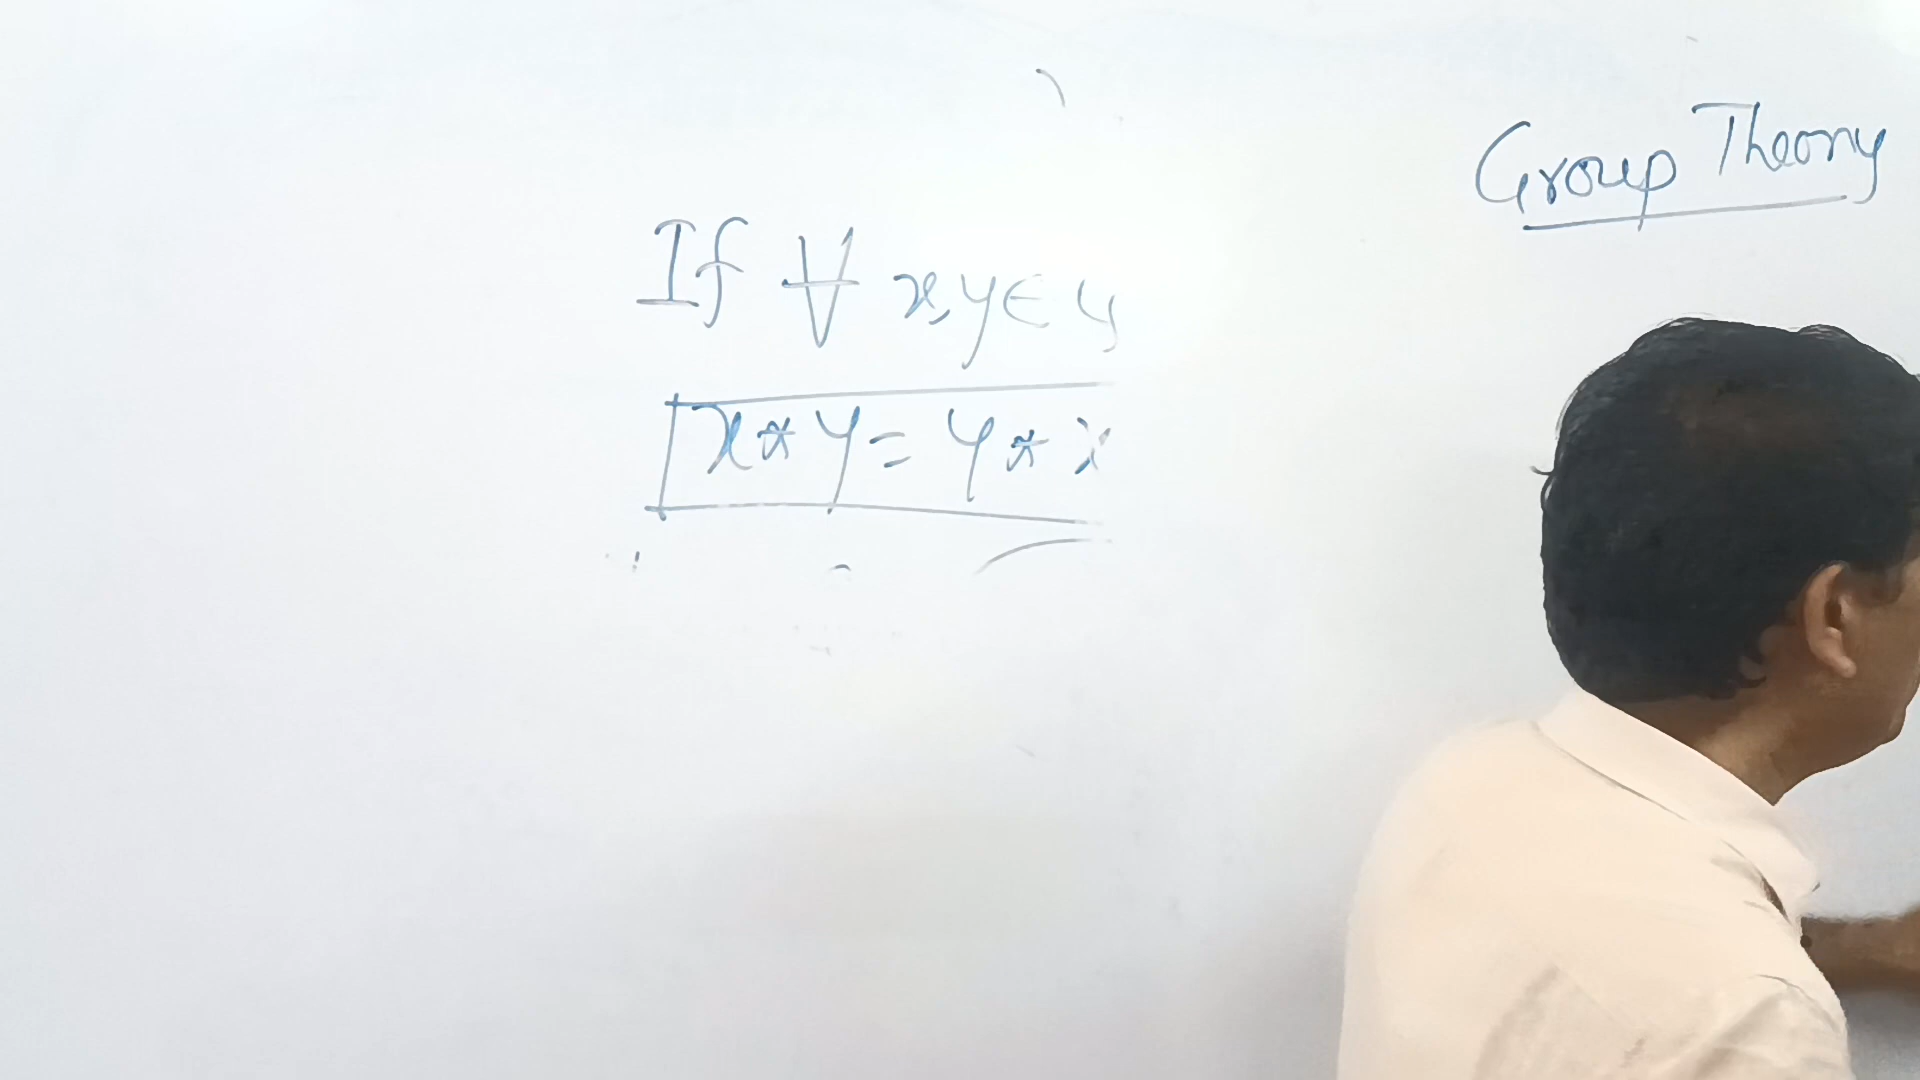 Group Theory
If ∀ x, y ∈
x * y = y * x